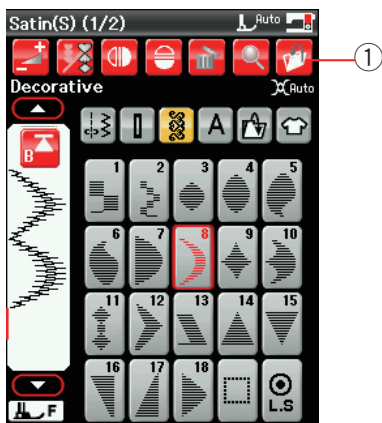 Satin(S) (1/2)
Auto
1
Decorative
Auto
A
B
1 2 3 4 5
6 7 8 9 10
11 12 13 14 15
16 17 18
L.S
F